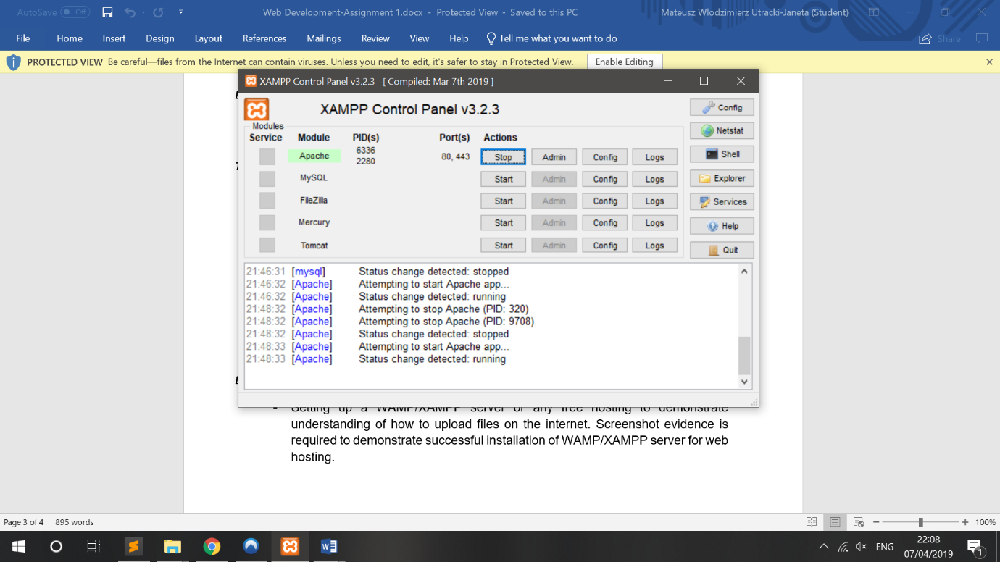 AutoSave Off Web Development-Assignment 1.docx - Protected View - Saved to this PC Mateusz Wlodzimierz Utracki-Janeta (Student)
File Home Insert Design Layout References Mailings Review View Help Tell me what you want to do Share
PROTECTED VIEW Be careful—files from the Internet can contain viruses. Unless you need to edit, it's safer to stay in Protected View. Enable Editing
XAMPP Control Panel v3.2.3 [ Compiled: Mar 7th 2019 ]
XAMPP Control Panel v3.2.3
Modules
Service Module PID(s) Port(s) Actions
Apache 6336 2280 80, 443 Stop Admin Config Logs
MySQL Start Admin Config Logs
FileZilla Start Admin Config Logs
Mercury Start Admin Config Logs
Tomcat Start Admin Config Logs
Config
Netstat
Shell
Explorer
Services
Help
Quit
21:46:31 [mysql] Status change detected: stopped
21:46:32 [Apache] Attempting to start Apache app...
21:46:32 [Apache] Status change detected: running
21:48:32 [Apache] Attempting to stop Apache (PID: 320)
21:48:32 [Apache] Attempting to stop Apache (PID: 9708)
21:48:32 [Apache] Status change detected: stopped
21:48:33 [Apache] Attempting to start Apache app...
21:48:33 [Apache] Status change detected: running
- Setting up a WAMP/XAMPP server or any free hosting to demonstrate
understanding of how to upload files on the internet. Screenshot evidence is
required to demonstrate successful installation of WAMP/XAMPP server for web
hosting.
Page 3 of 4 895 words 100%
ENG 22:08
07/04/2019 1